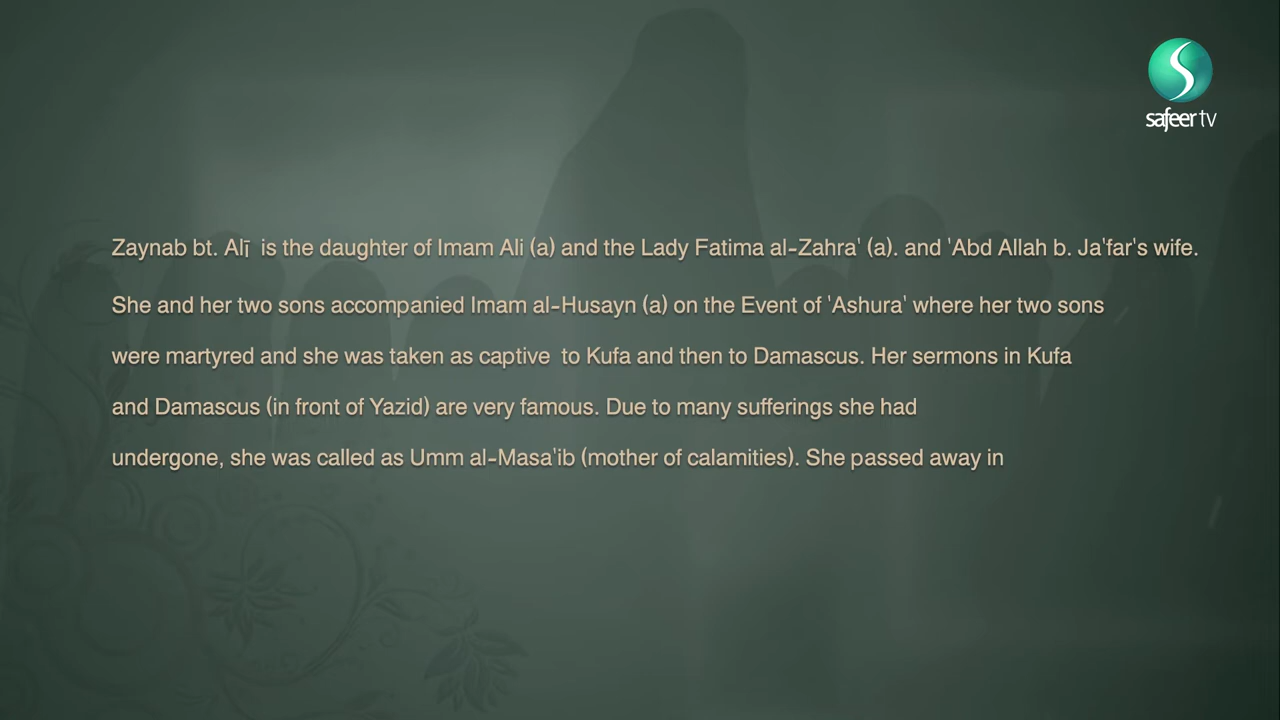 safeer tv
Zaynab bt. Alī is the daughter of Imam Ali (a) and the Lady Fatima al-Zahra' (a). and 'Abd Allah b. Ja'far's wife.
She and her two sons accompanied Imam al-Husayn (a) on the Event of 'Ashura' where her two sons
were martyred and she was taken as captive to Kufa and then to Damascus. Her sermons in Kufa
and Damascus (in front of Yazid) are very famous. Due to many sufferings she had
undergone, she was called as Umm al-Masa'ib (mother of calamities). She passed away in